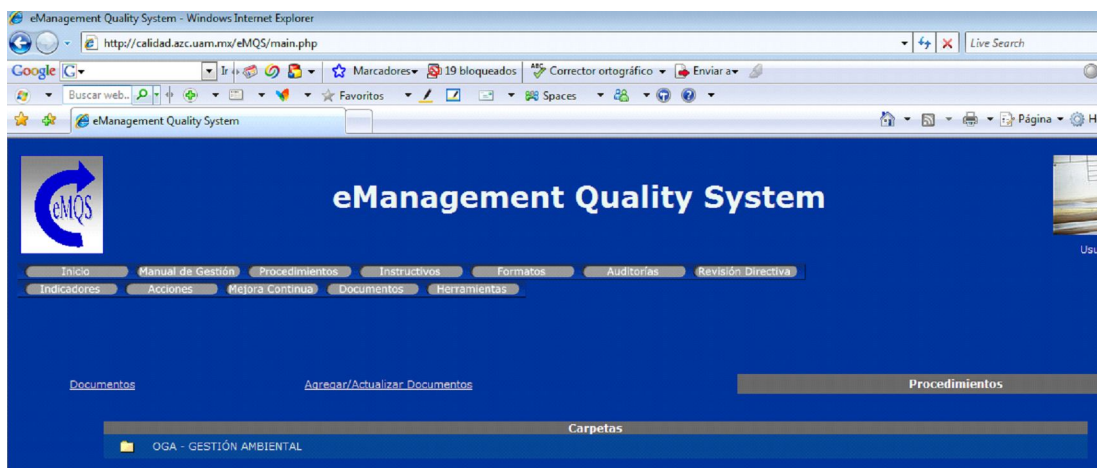 eManagement Quality System - Windows Internet Explorer
http://calidad.azc.uam.mx/eMQS/main.php Live Search
Google G Ir Marcadores 19 bloqueados ABC Corrector ortográfico Enviar a
Buscar web.. Favoritos Spaces
eManagement Quality System Página H
eMQS eManagement Quality System
Usu
Inicio Manual de Gestión Procedimientos Instructivos Formatos Auditorías Revisión Directiva
Indicadores Acciones Mejora Continua Documentos Herramientas
Documentos Agregar/Actualizar Documentos Procedimientos
Carpetas
OGA - GESTIÓN AMBIENTAL